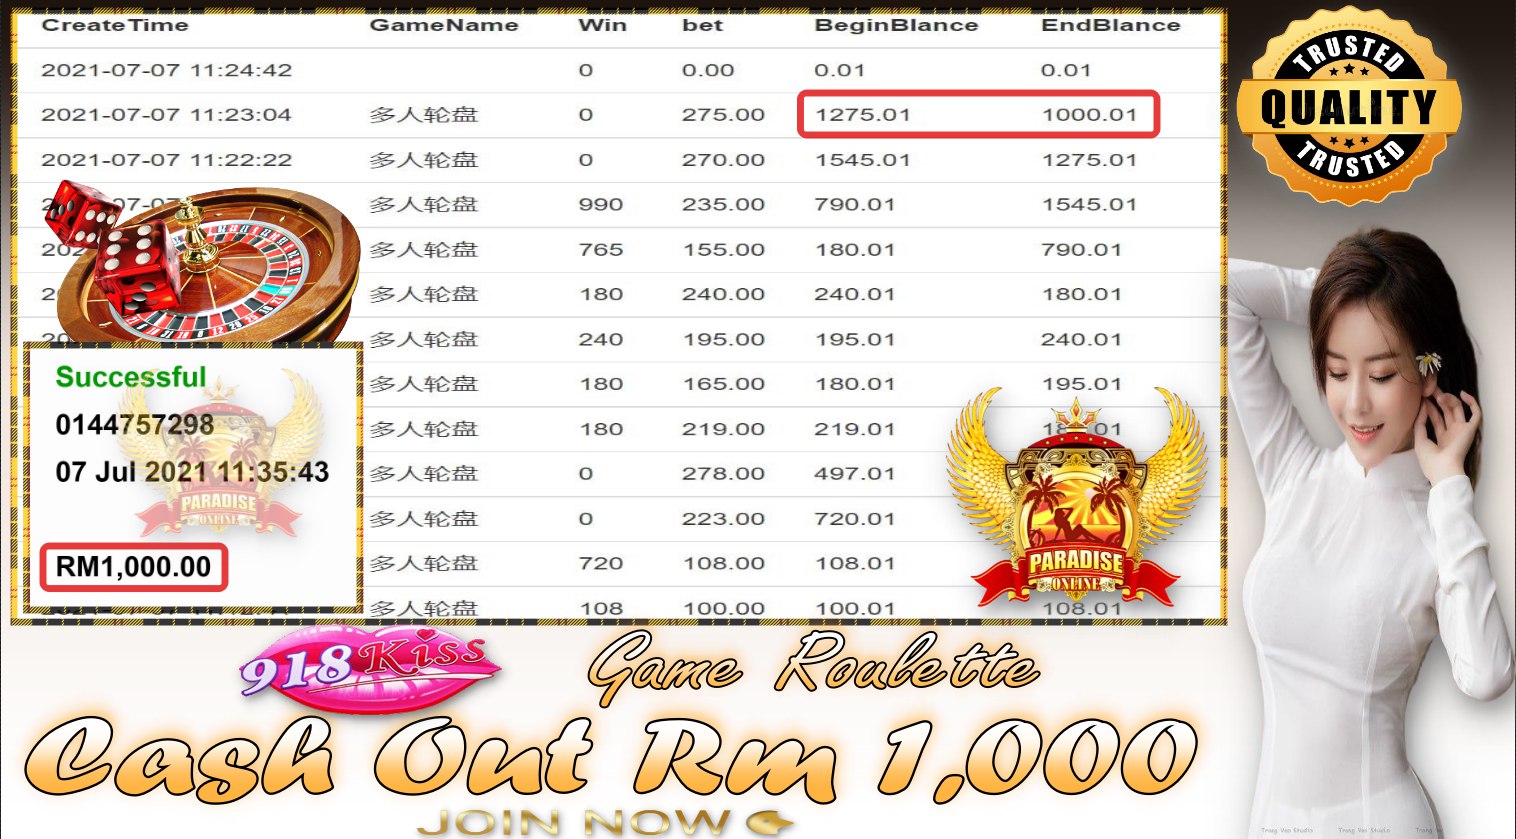 CreateTime GameName Win bet BeginBlance EndBlance
2021-07-07 11:24:42 0 0.00 0.01 0.01
2021-07-07 11:23:04 多人轮盘 0 275.00 1275.01 1000.01
2021-07-07 11:22:22 多人轮盘 0 270.00 1545.01 1275.01
多人轮盘 990 235.00 790.01 1545.01
多人轮盘 765 155.00 180.01 790.01
多人轮盘 180 240.00 240.01 180.01
多人轮盘 240 195.00 195.01 240.01
多人轮盘 180 165.00 180.01 195.01
多人轮盘 180 219.00 219.01
多人轮盘 0 278.00 497.01
多人轮盘 0 223.00 720.01
多人轮盘 720 108.00 108.01
多人轮盘 108 100.00 100.01 108.01
Successful
0144757298
07 Jul 2021 11:35:43
PARADISE
ONLINE
RM1,000.00
PARADISE
ONLINE
TRUSTED
QUALITY
TRUSTED
918Kiss
Game Roulette
Cash Out Rm 1,000
JOIN NOW
Trang Van Studio Trang Van Studio